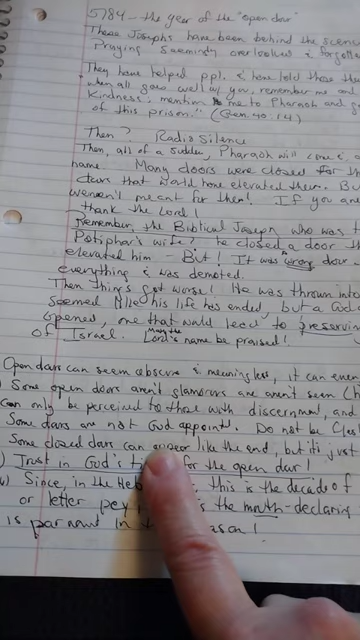 5784 - the year of the "open door"
These Josephs have been behind the scenes
Praying seemingly overlooked & forgotten
They have helped ppl. & have told those
when all goes well w/ you, remember me and
Kindness, mention me to Pharaoh and
of this prison." (Gen. 40:14)
Then? Radio Silence
Then, all of a sudden, Pharaoh will come &
name. Many doors were closed for
doors that would have elevated them. Bu
weren't meant for them! If you are
thank the Lord!
Remember, the Biblical Joseph who was
Potiphar's wife? he closed a door th
elevated him - But! It was wrong door
everything & was demoted.
Then things got worse! He was thrown into
seemed like his life has ended, but a God
opened, one that would lead to preserving
of Israel. May the Lord's name be praised!
Open doors can seem obscure & meaningless, it can even
Some open doors aren't glamorous are aren't seen
can only be perceived to those with discernment, and
Some doors are not God appoint. Do not be
Some closed doors can appear like the end, but it's just
Trust in God's for the open door!
Since, in the this is the decade of
or letter pey, is the mouth - declaring
is paramount in son!